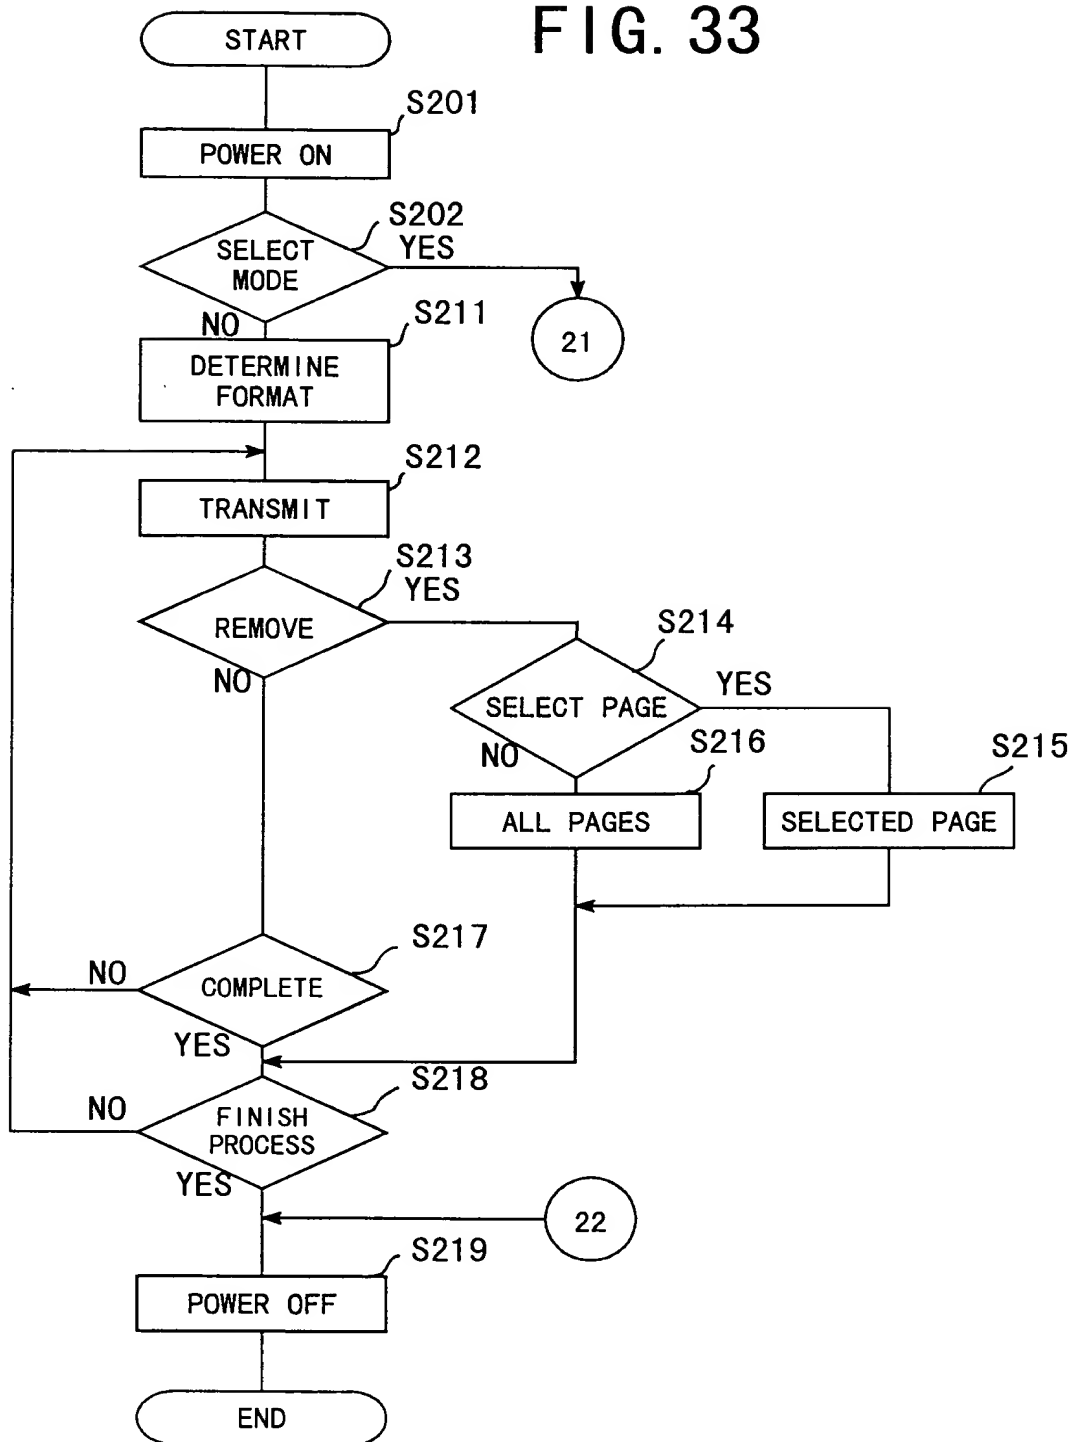 FIG. 33
START
S201
POWER ON
S202
SELECT
MODE
YES
NO
21
S211
DETERMINE
FORMAT
S212
TRANSMIT
S213
REMOVE
YES
NO
S214
SELECT PAGE
YES
NO
S216
ALL PAGES
S215
SELECTED PAGE
S217
COMPLETE
NO
YES
S218
FINISH
PROCESS
NO
YES
22
S219
POWER OFF
END